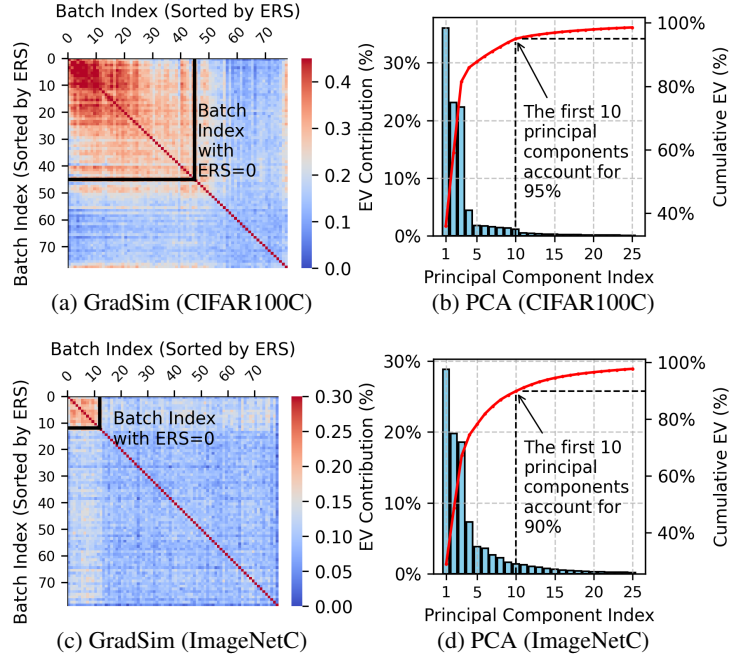 Batch Index (Sorted by ERS)
0 10 20 30 40 50 60 70
Batch Index (Sorted by ERS)
0
10
20
30
40
50
60
70
Batch
Index
with
ERS=0
0.4
0.3
0.2
0.1
0.0
(a) GradSim (CIFAR100C)
EV Contribution (%)
30%
20%
10%
0%
The first 10
principal
components
account for
95%
100%
80%
60%
40%
Cumulative EV (%)
1 5 10 15 20 25
Principal Component Index
(b) PCA (CIFAR100C)
Batch Index (Sorted by ERS)
0 10 20 30 40 50 60 70
Batch Index (Sorted by ERS)
0
10
20
30
40
50
60
70
Batch Index
with ERS=0
0.30
0.25
0.20
0.15
0.10
0.05
0.00
(c) GradSim (ImageNetC)
EV Contribution (%)
30%
20%
10%
0%
The first 10
principal
components
account for
90%
100%
80%
60%
40%
Cumulative EV (%)
1 5 10 15 20 25
Principal Component Index
(d) PCA (ImageNetC)